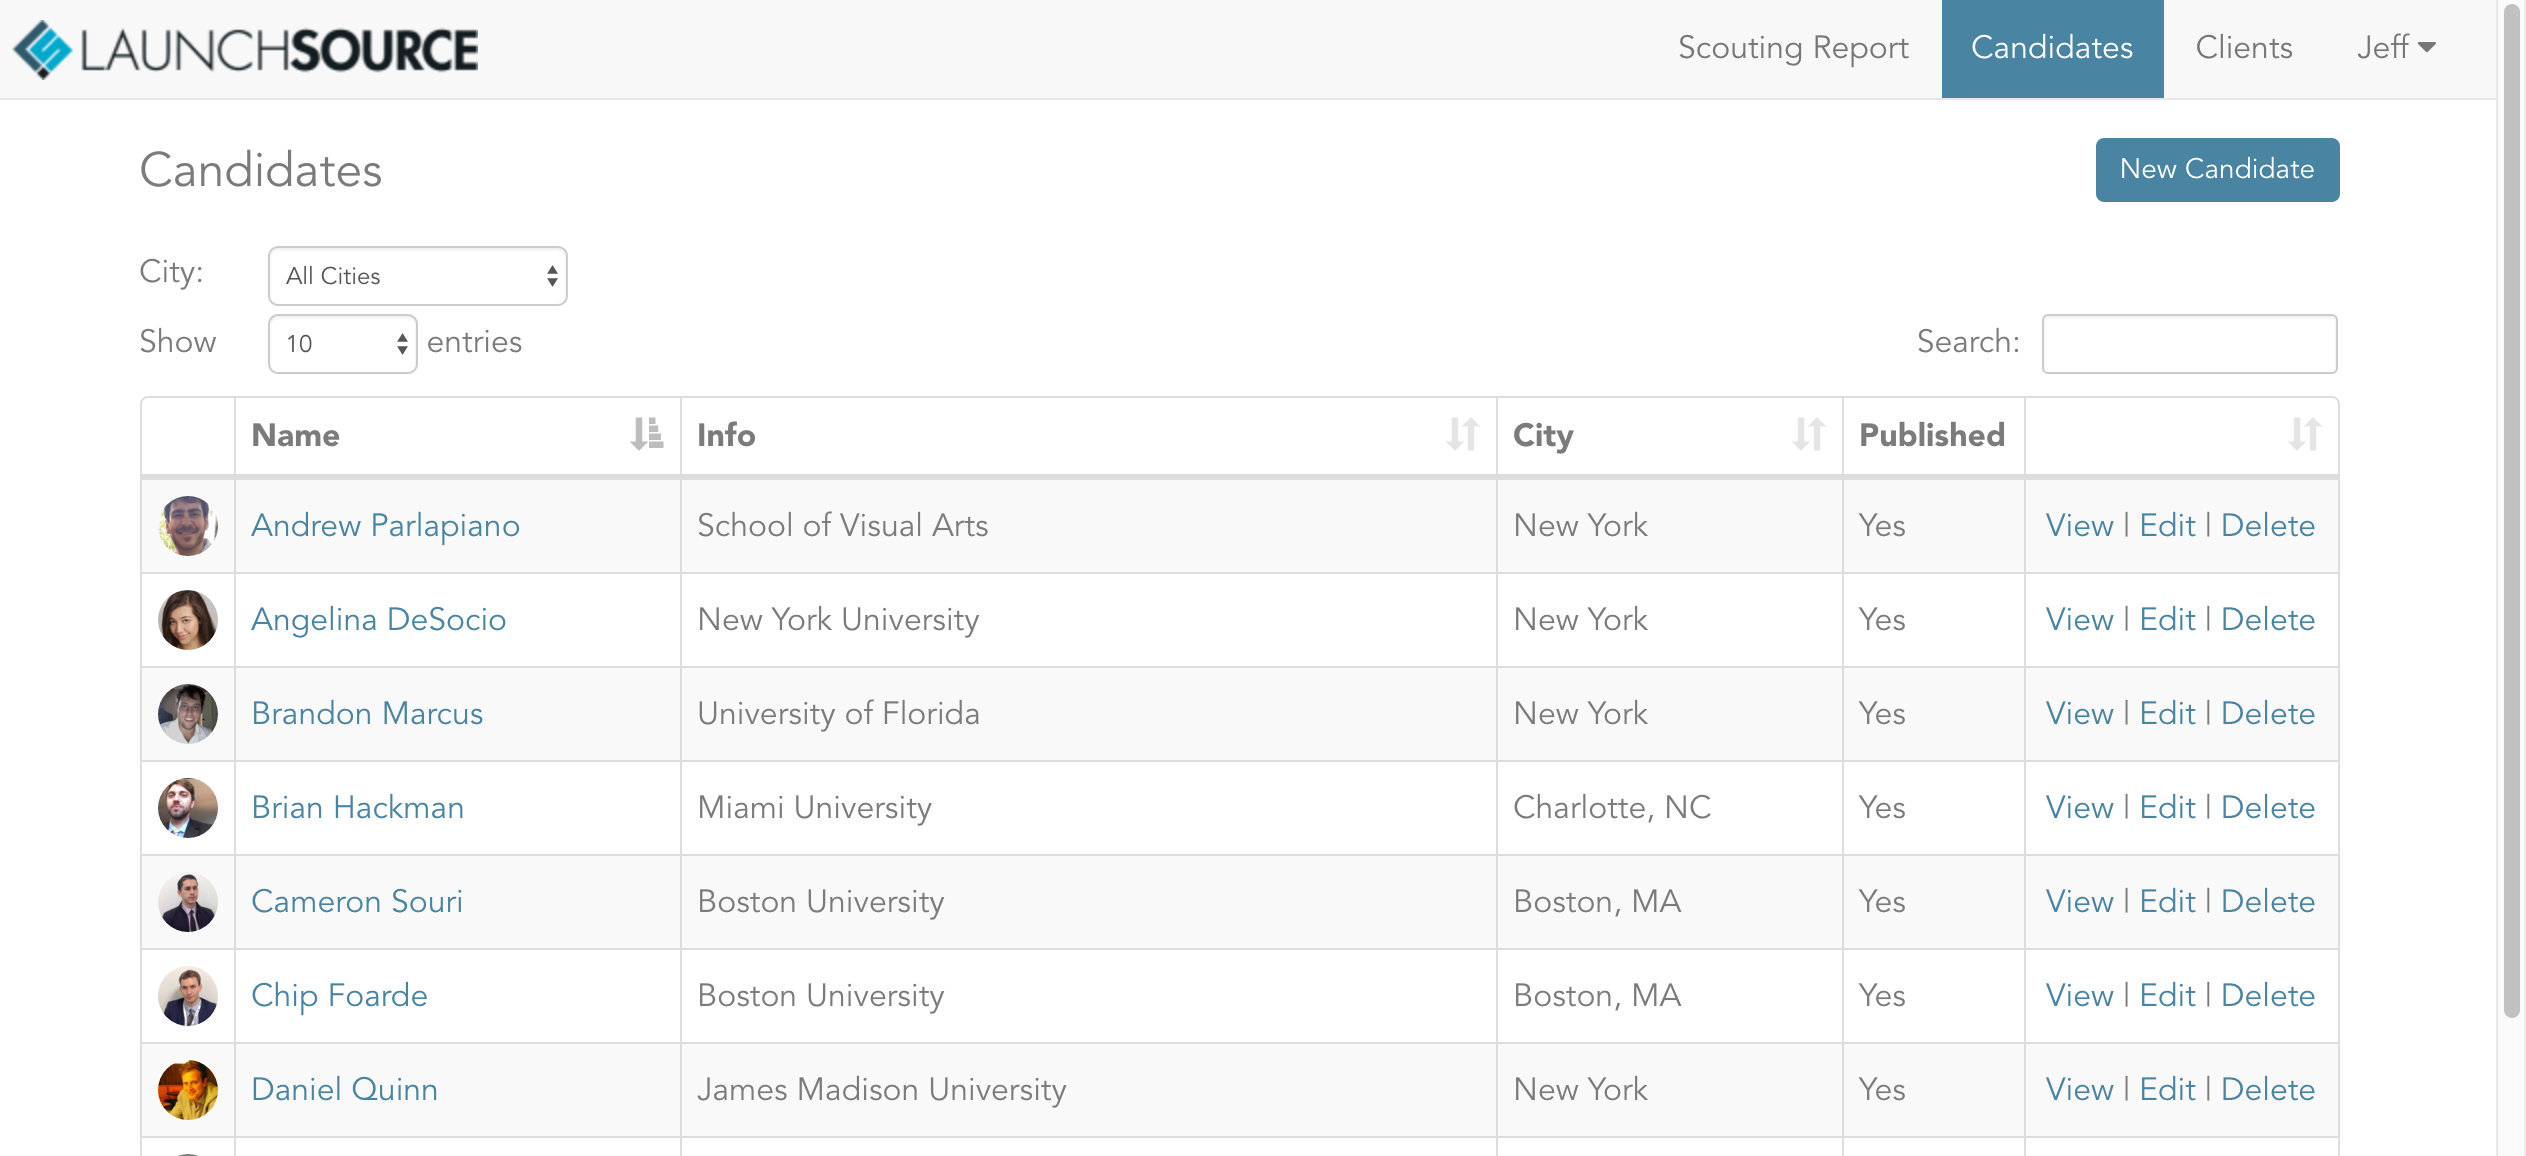 LAUNCHSOURCE Scouting Report Candidates Clients Jeff
Candidates New Candidate
City: All Cities
Show 10 entries Search:
Name Info City Published
Andrew Parlapiano School of Visual Arts New York Yes View | Edit | Delete
Angelina DeSocio New York University New York Yes View | Edit | Delete
Brandon Marcus University of Florida New York Yes View | Edit | Delete
Brian Hackman Miami University Charlotte, NC Yes View | Edit | Delete
Cameron Souri Boston University Boston, MA Yes View | Edit | Delete
Chip Foarde Boston University Boston, MA Yes View | Edit | Delete
Daniel Quinn James Madison University New York Yes View | Edit | Delete